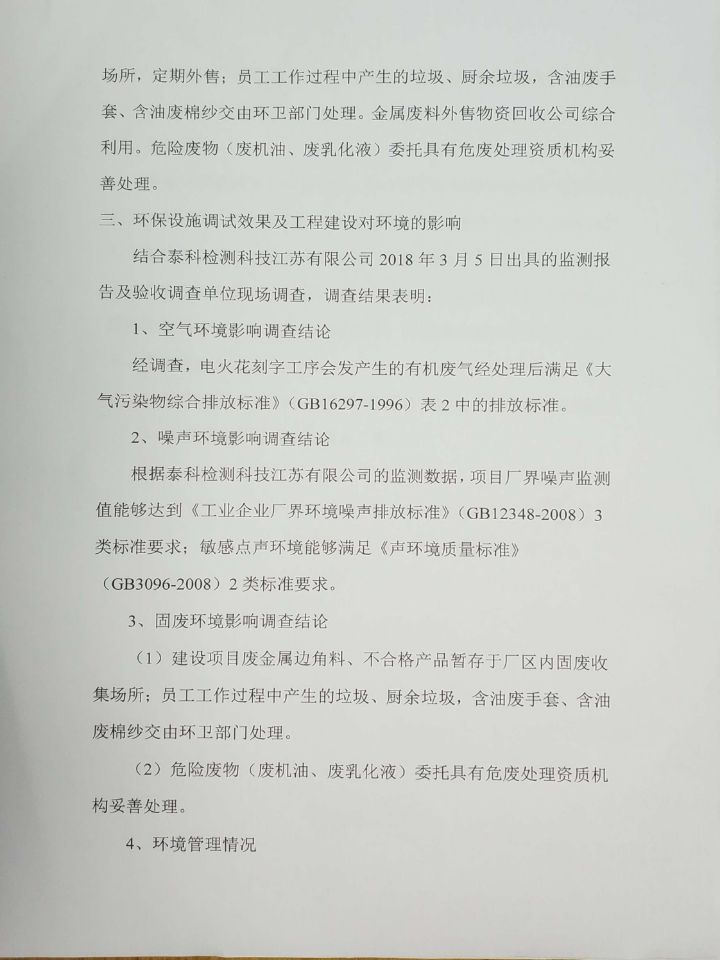 场所，定期外售；员工工作过程中产生的垃圾、厨余垃圾，含油废手
套、含油废棉纱交由环卫部门处理。金属废料外售物资回收公司综合
利用。危险废物（废机油、废乳化液）委托具有危废处理资质机构妥
善处理。
三、环保设施调试效果及工程建设对环境的影响
结合泰科检测科技江苏有限公司 2018 年 3 月 5 日出具的监测报
告及验收调查单位现场调查，调查结果表明：
1、空气环境影响调查结论
经调查，电火花刻字工序会发产生的有机废气经处理后满足《大
气污染物综合排放标准》（GB16297-1996）表 2 中的排放标准。
2、噪声环境影响调查结论
根据泰科检测科技江苏有限公司的监测数据，项目厂界噪声监测
值能够达到《工业企业厂界环境噪声排放标准》（GB12348-2008）3
类标准要求；敏感点声环境能够满足《声环境质量标准》
（GB3096-2008）2 类标准要求。
3、固废环境影响调查结论
（1）建设项目废金属边角料、不合格产品暂存于厂区内固废收
集场所；员工工作过程中产生的垃圾、厨余垃圾，含油废手套、含油
废棉纱交由环卫部门处理。
（2）危险废物（废机油、废乳化液）委托具有危废处理资质机
构妥善处理。
4、环境管理情况